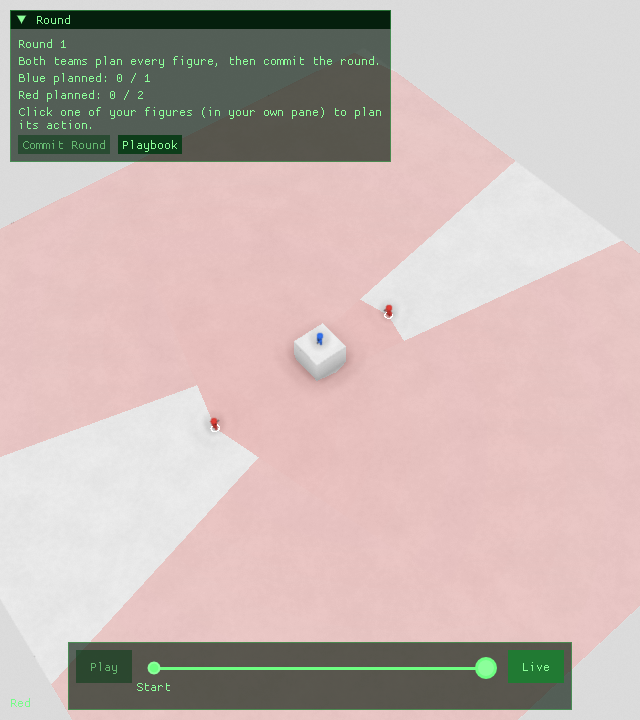 Round
Round 1
Both teams plan every figure, then commit the round.
Blue planned: 0 / 1
Red planned: 0 / 2
Click one of your figures (in your own pane) to plan
its action.
Commit Round Playbook
Play Live
Start
Red